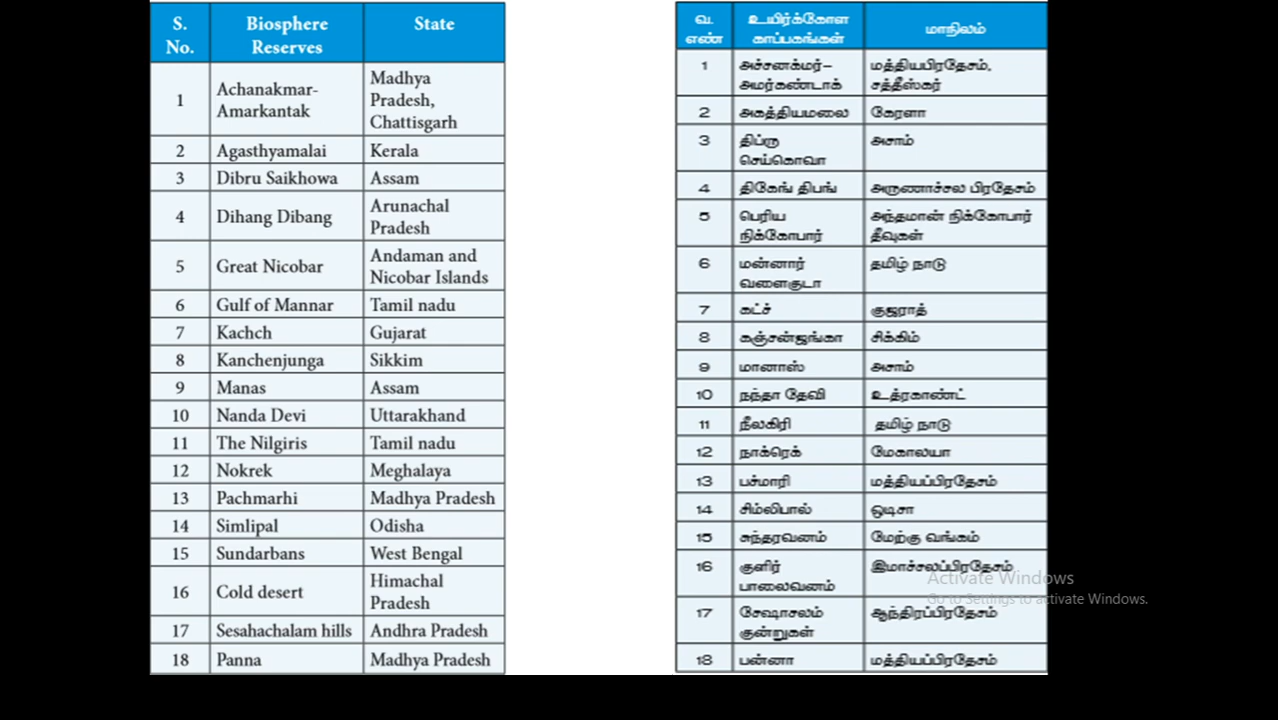 S. No. Biosphere Reserves State
1 Achanakmar-Amarkantak Madhya Pradesh, Chattisgarh
2 Agasthyamalai Kerala
3 Dibru Saikhowa Assam
4 Dihang Dibang Arunachal Pradesh
5 Great Nicobar Andaman and Nicobar Islands
6 Gulf of Mannar Tamil nadu
7 Kachch Gujarat
8 Kanchenjunga Sikkim
9 Manas Assam
10 Nanda Devi Uttarakhand
11 The Nilgiris Tamil nadu
12 Nokrek Meghalaya
13 Pachmarhi Madhya Pradesh
14 Simlipal Odisha
15 Sundarbans West Bengal
16 Cold desert Himachal Pradesh
17 Sesahachalam hills Andhra Pradesh
18 Panna Madhya Pradesh
வ. எண் உயிர்க்கோள காப்பகங்கள் மாநிலம்
1 அச்சனக்மர்– அமர்கண்டாக் மத்தியபிரதேசம், சத்தீஸ்கர்
2 அகத்தியமலை கேரளா
3 திப்ரு செய்கொவா அசாம்
4 திகேங் திபங் அருணாச்சல பிரதேசம்
5 பெரிய நிக்கோபார் அந்தமான் நிக்கோபார் தீவுகள்
6 மன்னார் வளைகுடா தமிழ் நாடு
7 கட்ச் குஜராத்
8 கஞ்சன்ஜங்கா சிக்கிம்
9 மானாஸ் அசாம்
10 நந்தா தேவி உத்ரகாண்ட்
11 நீலகிரி தமிழ் நாடு
12 நாக்ரெக் மேகாலயா
13 பச்மாரி மத்தியப்பிரதேசம்
14 சிம்லிபால் ஒடிசா
15 சுந்தரவனம் மேற்கு வங்கம்
16 குளிர் பாலைவனம் இமாச்சலப்பிரதேசம்
17 சேஷாசலம் குன்றுகள் ஆந்திரப்பிரதேசம்
18 பன்னா மத்தியப்பிரதேசம்
Activate Windows
Go to Settings to activate Windows.